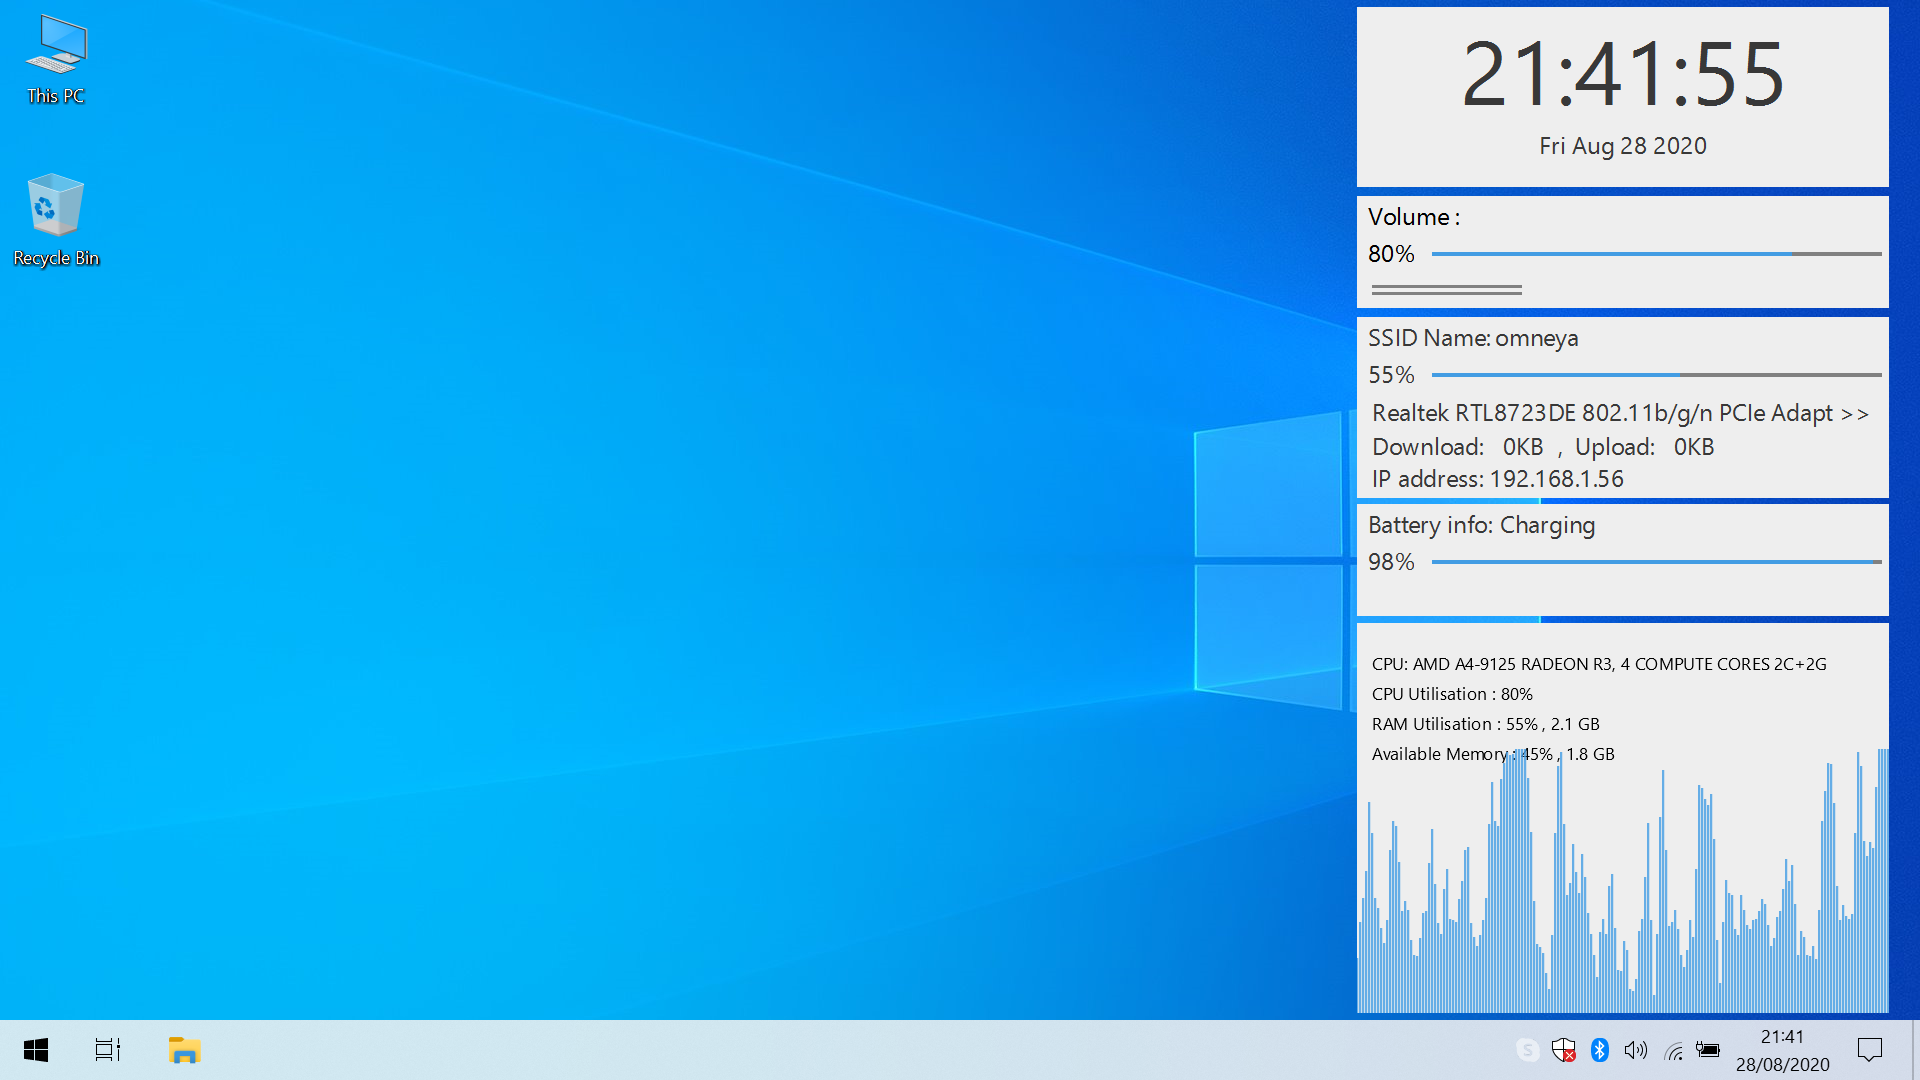 This PC
Recycle Bin
21:41:55
Fri Aug 28 2020
Volume :
80%
SSID Name: omneya
55%
Realtek RTL8723DE 802.11b/g/n PCIe Adapt >>
Download: 0KB , Upload: 0KB
IP address: 192.168.1.56
Battery info: Charging
98%
CPU: AMD A4-9125 RADEON R3, 4 COMPUTE CORES 2C+2G
CPU Utilisation : 80%
RAM Utilisation : 55% , 2.1 GB
Available Memory : 45% , 1.8 GB
21:41
28/08/2020